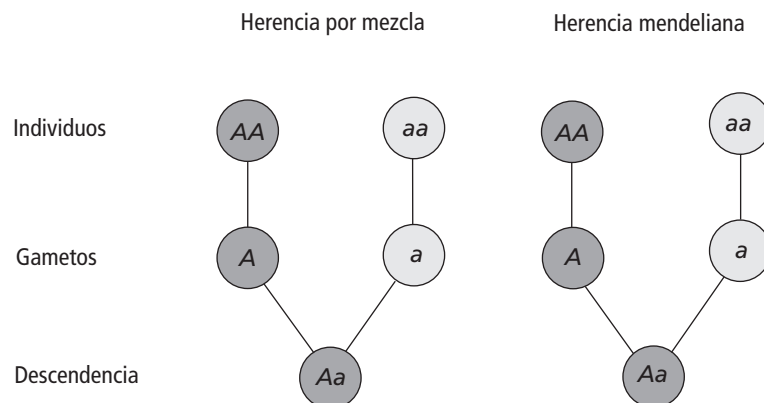 Herencia por mezcla Herencia mendeliana
Individuos AA aa AA aa
Gametos A a A a
Descendencia Aa Aa